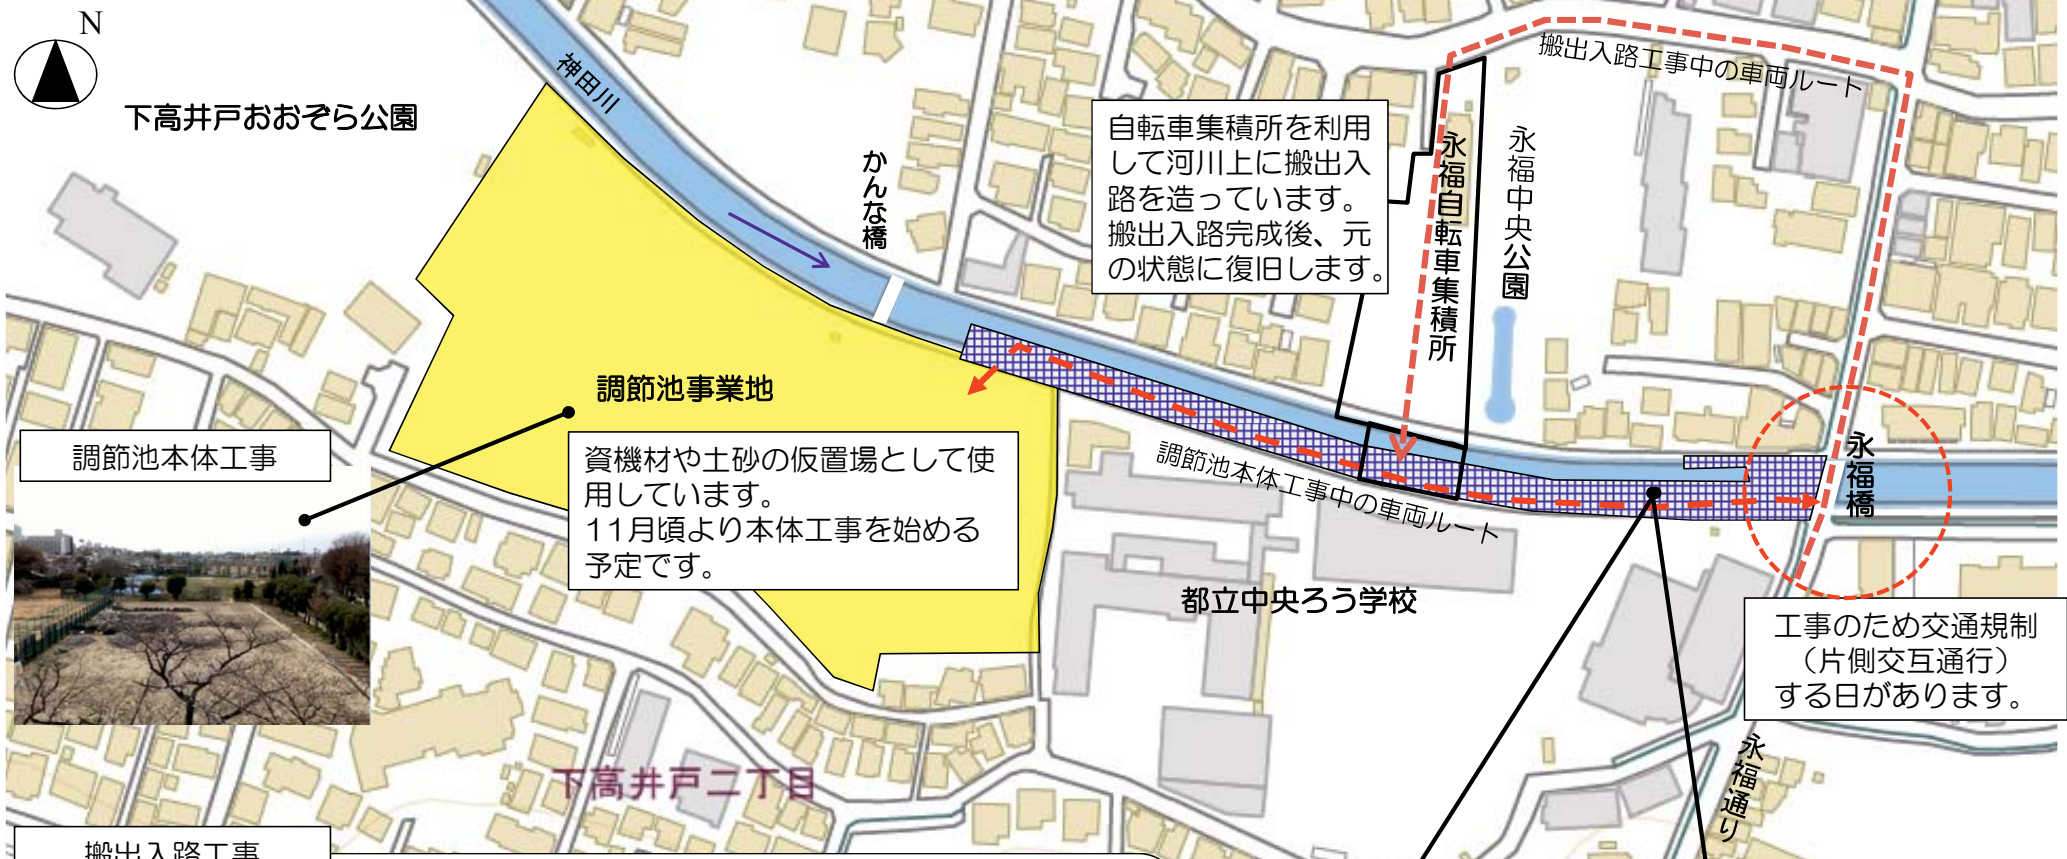 N
下高井戸おおぞら公園
神田川
かんな橋
搬出入路工事中の車両ルート
自転車集積所を利用
して河川上に搬出入
路を造っています。
搬出入路完成後、元
の状態に復旧します。
永福自転車集積所
永福中央公園
調節池事業地
調節池本体工事
資機材や土砂の仮置場として使
用しています。
11月頃より本体工事を始める
予定です。
調節池本体工事中の車両ルート
永福橋
都立中央ろう学校
工事のため交通規制
（片側交互通行）
する日があります。
永福通り
下高井戸二丁目
搬出入路工事